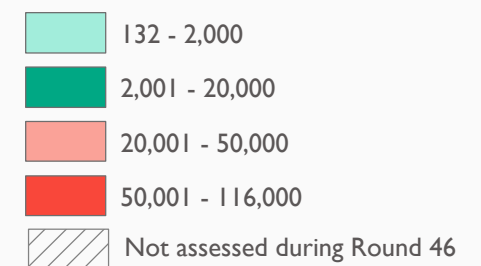 132 - 2,000
2,001 - 20,000
20,001 - 50,000
50,001 - 116,000
Not assessed during Round 46